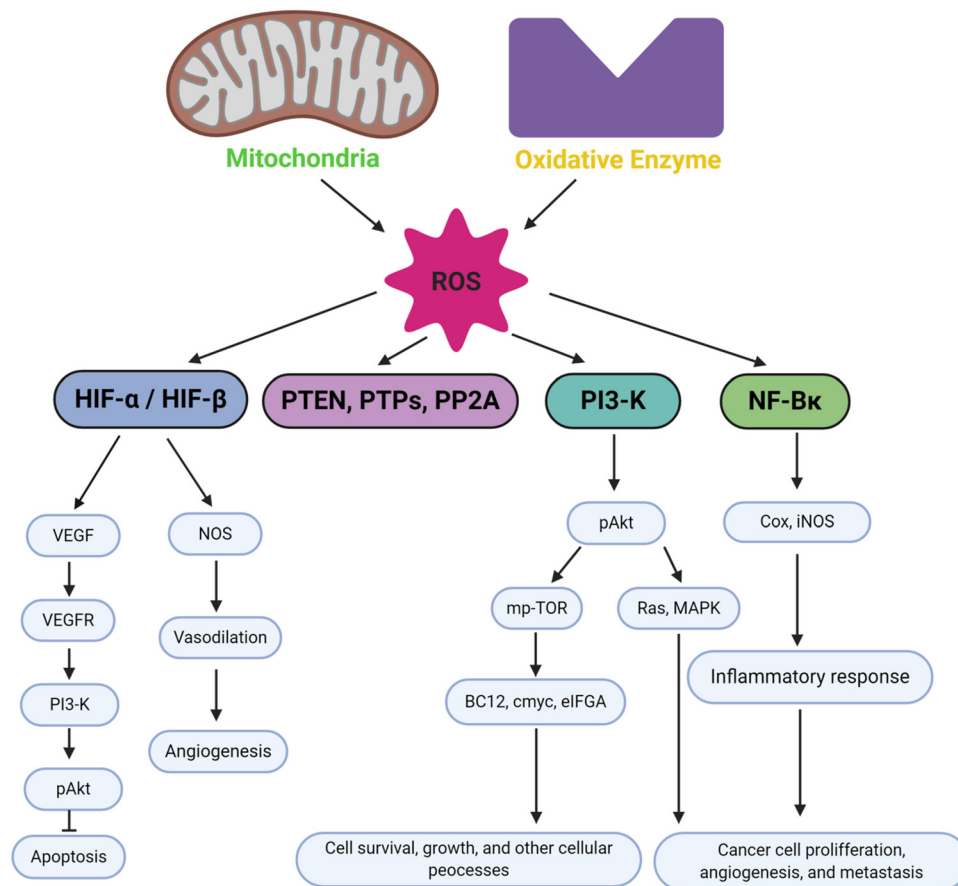 Mitochondria
Oxidative Enzyme
ROS
HIF-α / HIF-β
PTEN, PTPs, PP2A
PI3-K
NF-Bκ
VEGF
NOS
pAkt
Cox, iNOS
VEGFR
Vasodilation
mp-TOR
Ras, MAPK
PI3-K
Angiogenesis
BC12, cmyc, eIFGA
Inflammatory response
pAkt
Apoptosis
Cell survival, growth, and other cellular
peocesses
Cancer cell prolifferation,
angiogenesis, and metastasis